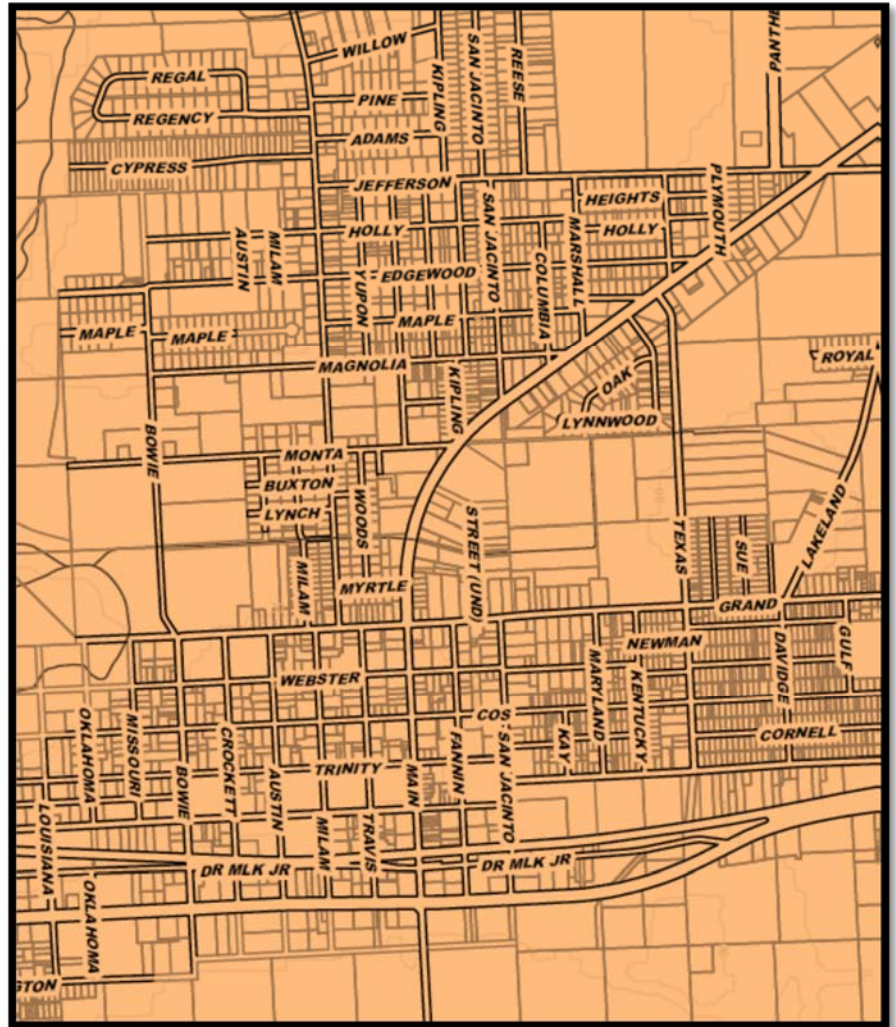 WILLOW
KIPLING
SAN JACINTO
REESE
PANTH
REGAL
PINE
REGENCY
ADAMS
CYPRESS
JEFFERSON
PLYMOUTH
HEIGHTS
SAN JACINTO
MARSHALL
HOLLY
HOLLY
AUSTIN
MILAM
YUPON
EDGEWOOD
COLUMBIA
MAPLE
MAPLE
MAPLE
MAGNOLIA
ROYAL
KIPLING
OAK
LYNNWOOD
BOWIE
MONTA
BUXTON
LYNCH
WOODS
STREET (UND)
TEXAS
LAKELAND
SUE
MILAM
MYRTLE
GRAND
NEWMAN
DAVIDGE
GULF
WEBSTER
MARYLAND
KENTUCKY
OKLAHOMA
MISSOURI
COS
CROCKETT
FANNIN
SAN JACINTO
KAY
CORNELL
BOWIE
AUSTIN
TRINITY
MAIN
LOUISIANA
MILAM
TRAVIS
DR MLK JR
DR MLK JR
OKLAHOMA
GTON